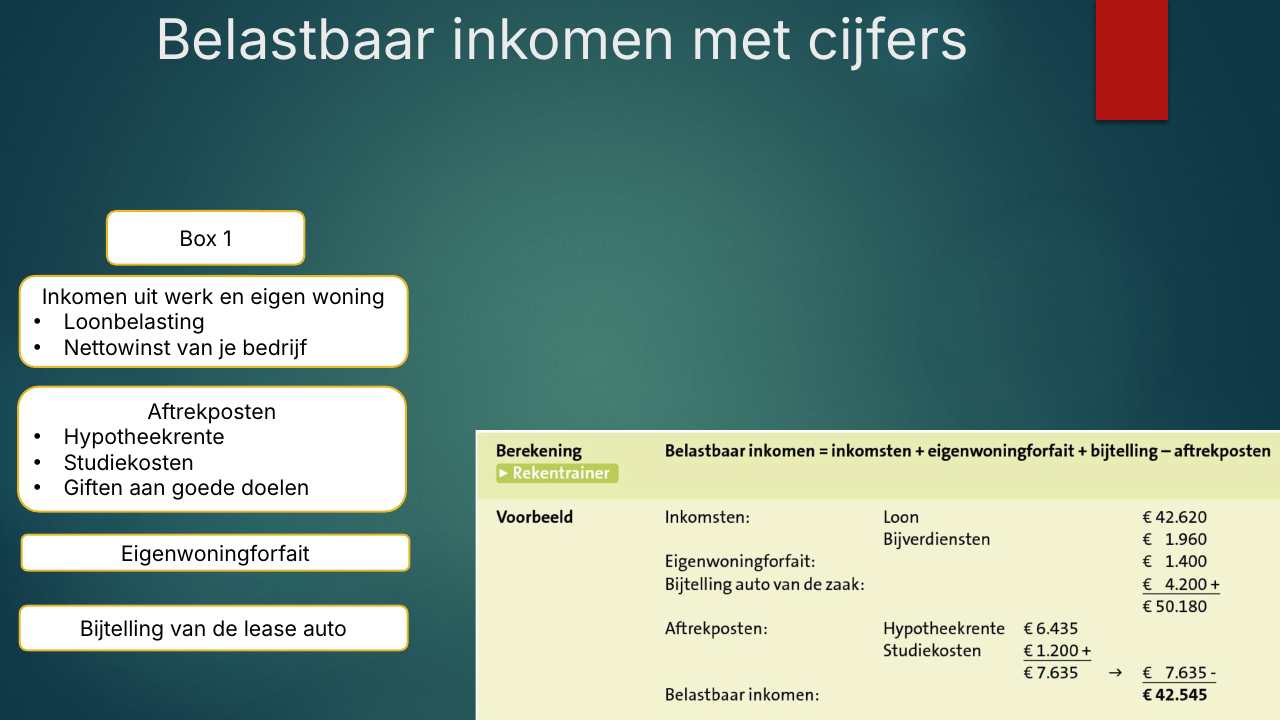 Belastbaar inkomen met cijfers
Box 1
Inkomen uit werk en eigen woning
• Loonbelasting
• Nettowinst van je bedrijf
Aftrekposten
• Hypotheekrente
• Studiekosten
• Giften aan goede doelen
Eigenwoningforfait
Bijtelling van de lease auto
Berekening Belastbaar inkomen = inkomsten + eigenwoningforfait + bijtelling – aftrekposten
▸ Rekentrainer
Voorbeeld Inkomsten: Loon € 42.620
Bijverdiensten € 1.960
Eigenwoningforfait: € 1.400
Bijtelling auto van de zaak: € 4.200 +
€ 50.180
Aftrekposten: Hypotheekrente € 6.435
Studiekosten € 1.200 +
€ 7.635 → € 7.635 -
Belastbaar inkomen: € 42.545